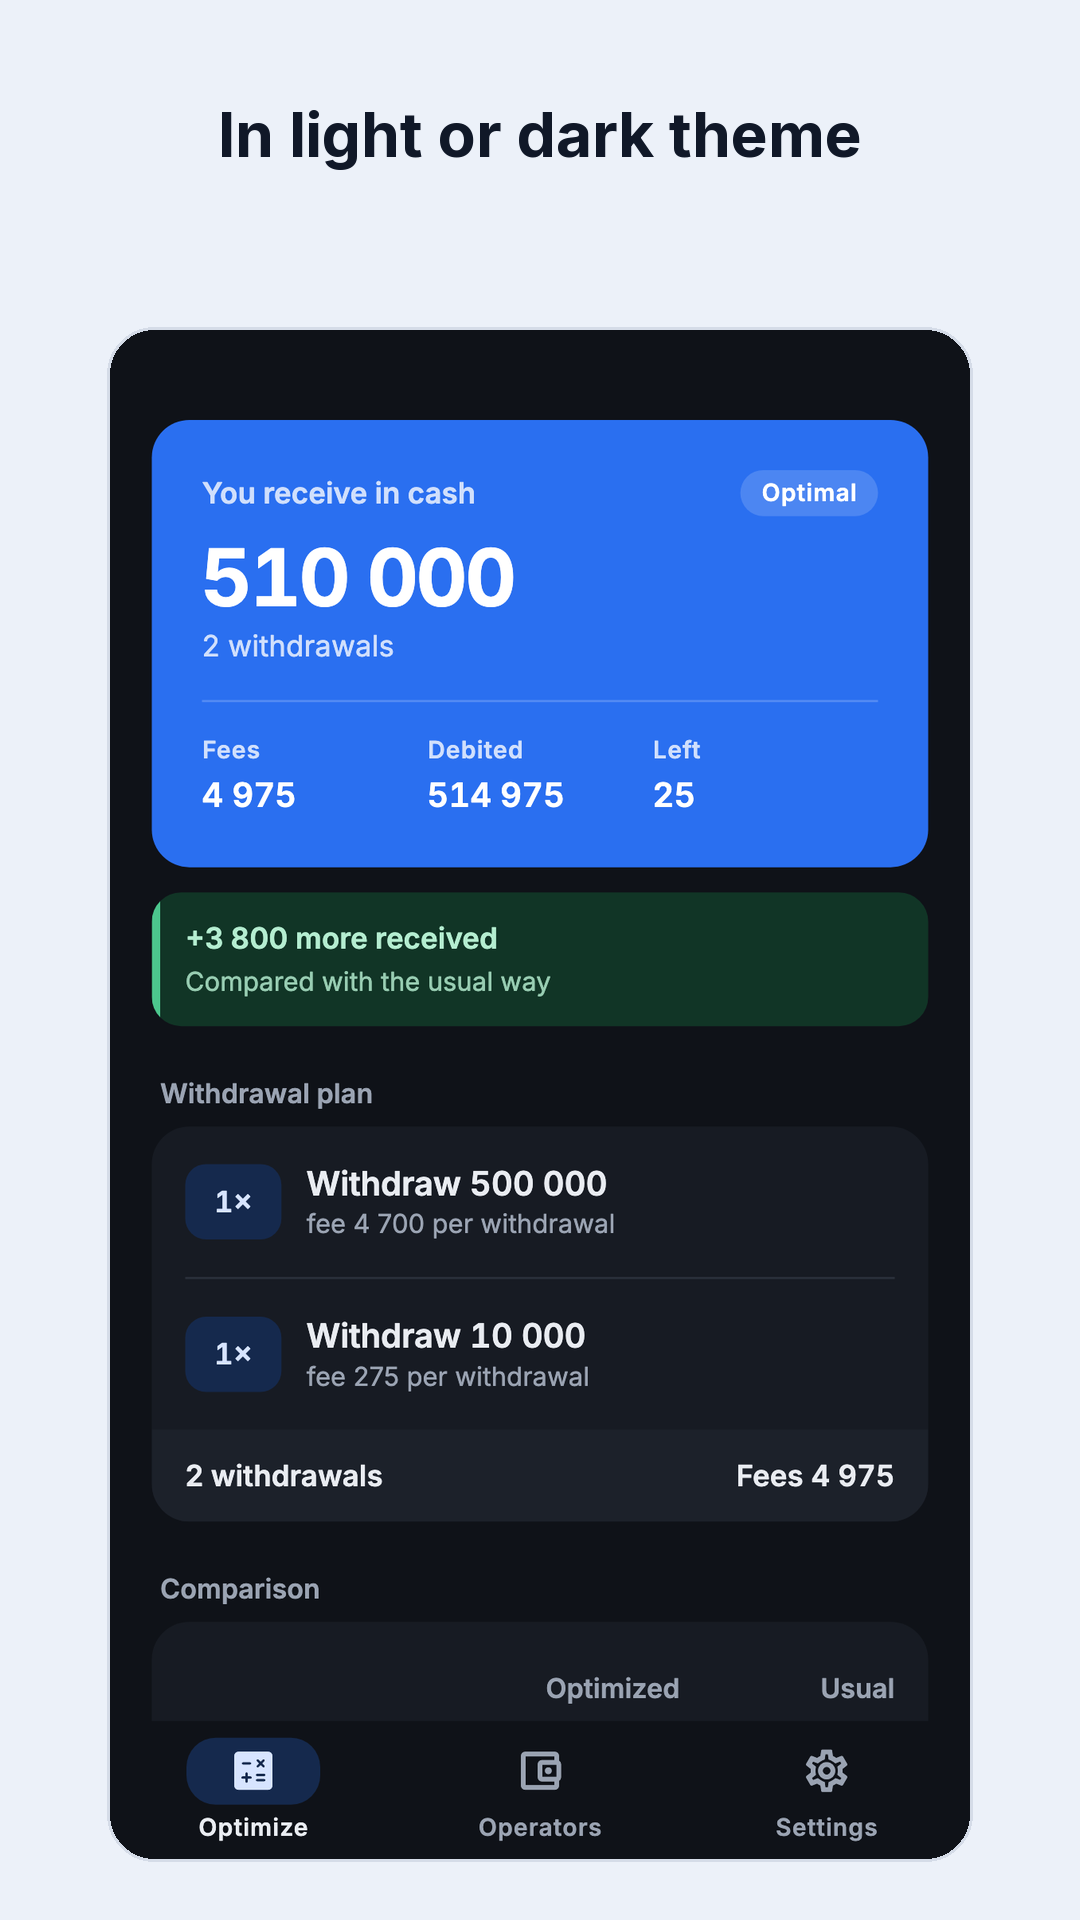 In light or dark theme
You receive in cash
Optimal
510 000
2 withdrawals
Fees
Debited
Left
4 975
514 975
25
+3 800 more received
Compared with the usual way
Withdrawal plan
1×
Withdraw 500 000
fee 4 700 per withdrawal
1×
Withdraw 10 000
fee 275 per withdrawal
2 withdrawals
Fees 4 975
Comparison
Optimized
Usual
Optimize
Operators
Settings